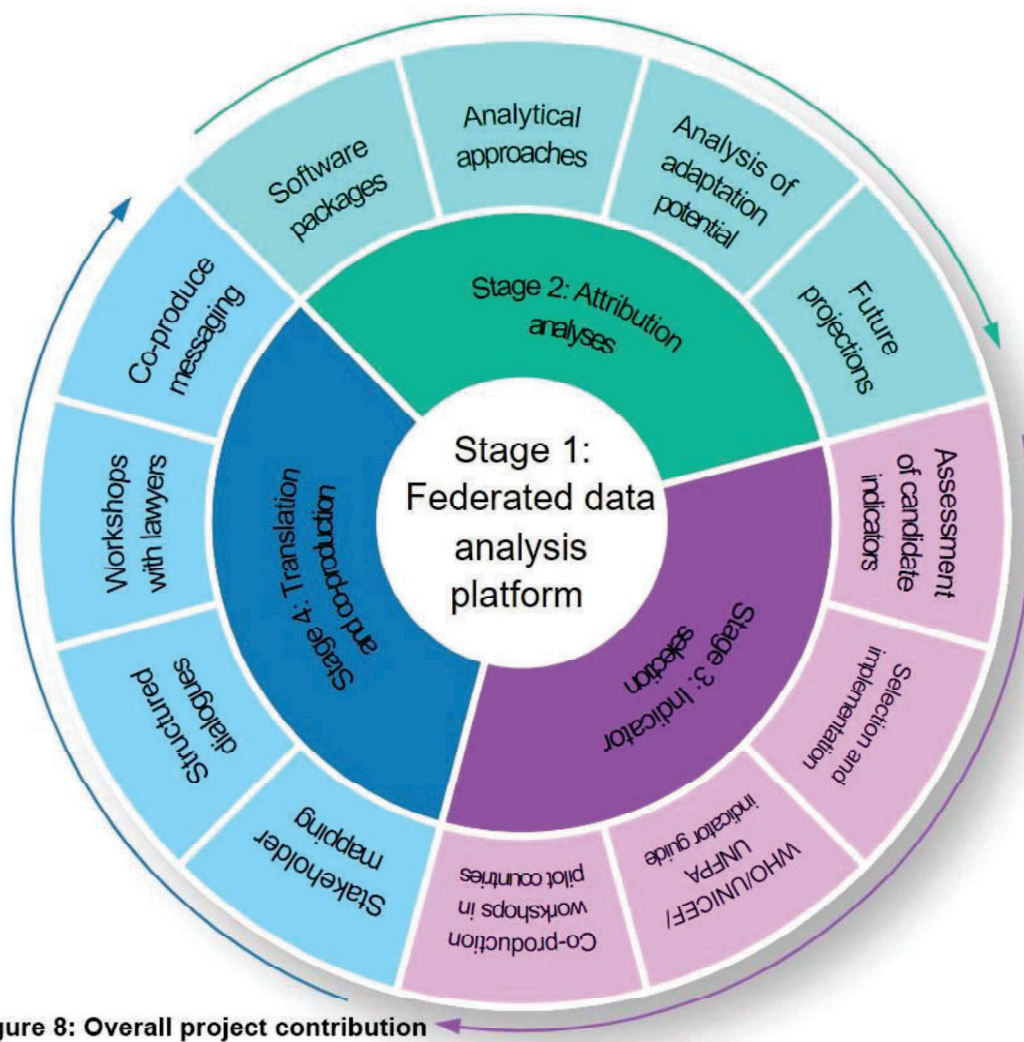 Stage 1:
Federated data
analysis
platform
Stage 2: Attribution
analyses
Software
packages
Analytical
approaches
Analysis of
adaptation
potential
Future
projections
Stage 3: Indicator
selection
Assessment
of candidate
indicators
Selection and
implementation
WHO/UNICEF/
UNFPA
indicator guide
Co-production
workshops in
pilot countries
Stage 4: Translation
and co-production
Stakeholder
mapping
Structured
dialogues
Workshops
with lawyers
Co-produce
messaging
gure 8: Overall project contribution